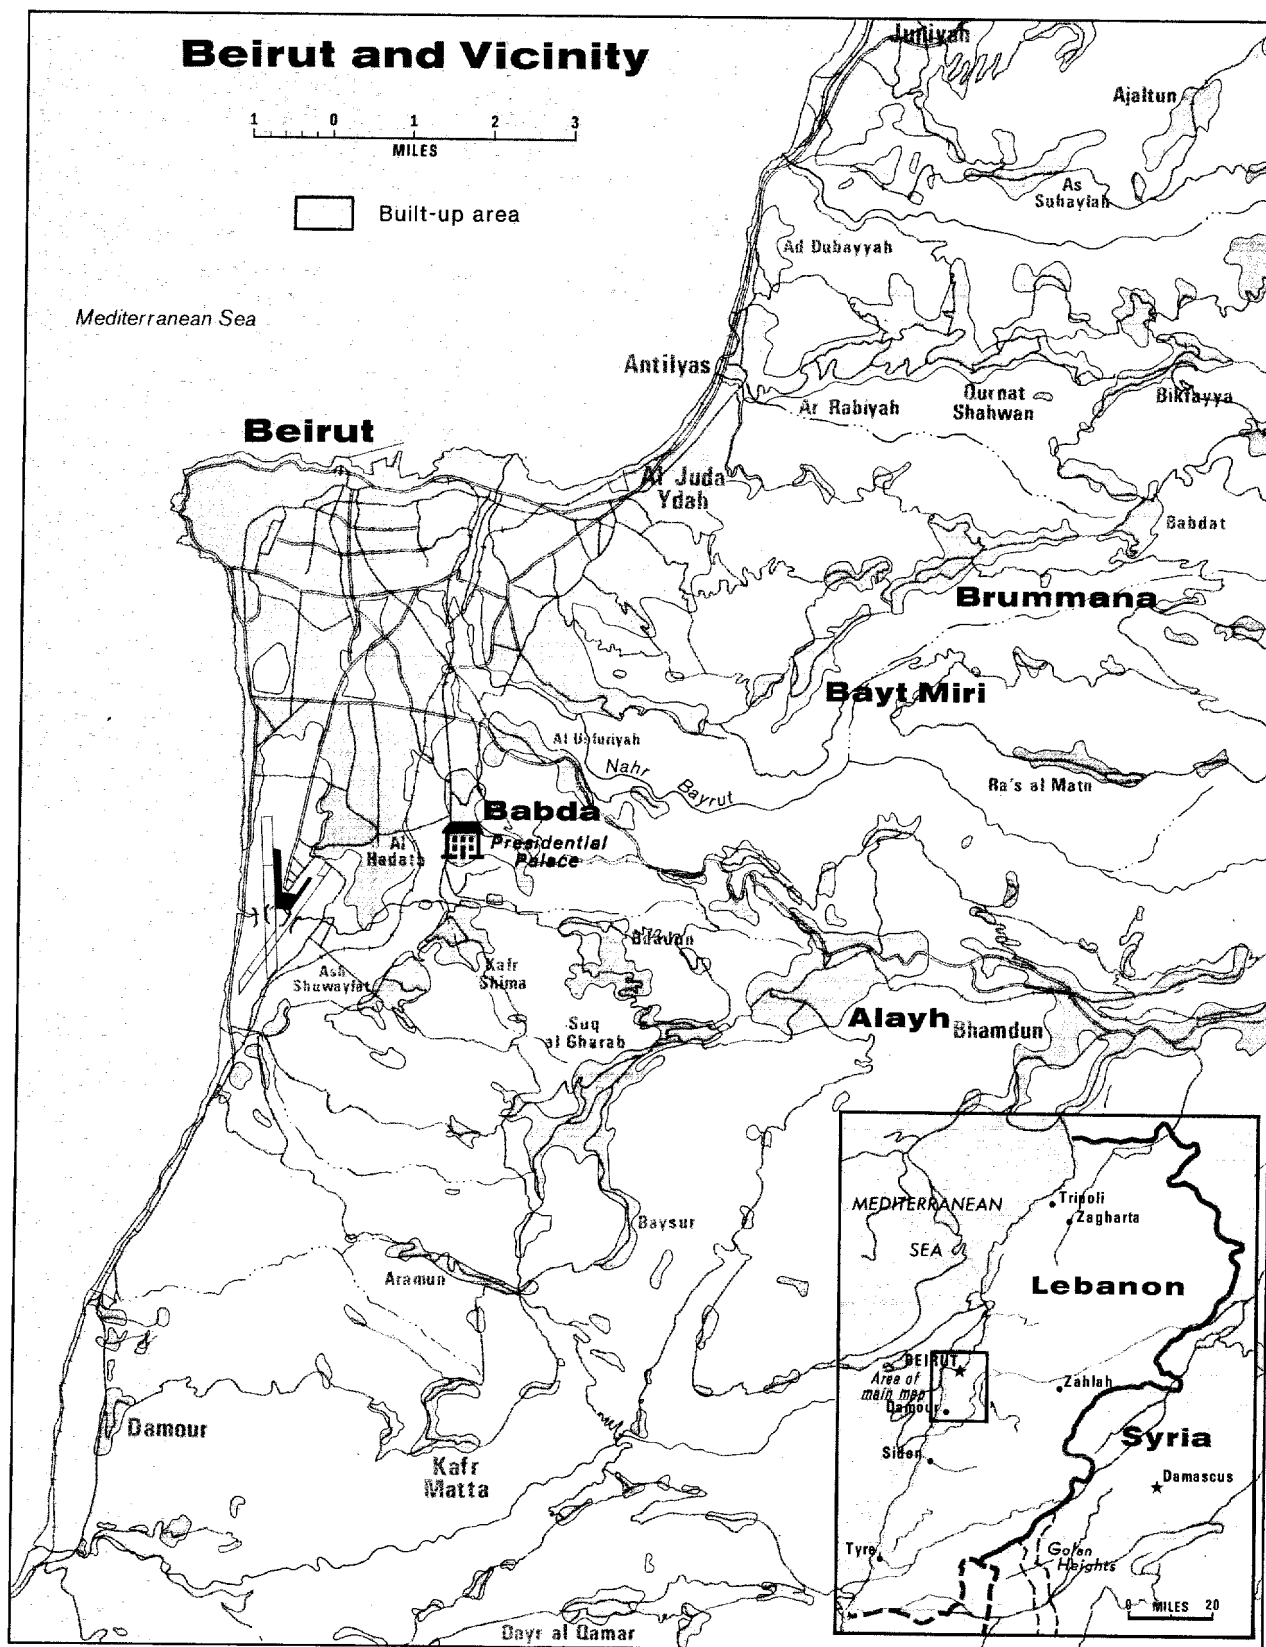 Beirut and Vicinity
1 0 1 2 3
MILES
Built-up area
Mediterranean Sea
Juniyah
Ajaltun
As
Suhaylah
Ad Dubayyah
Antilyas
Ar Rabiyah
Qurnat
Shahwan
Bikfayya
Beirut
Al Juda
Ydah
Babdat
Brummana
Bayt Miri
Al Usfuriyah
Nahr
Bayrut
Ra's al Matn
Babda
Presidential
Palace
Al
Hadath
Ash
Shuwayfat
Kafr
Shima
Suq
al Gharab
Alayh
Bhamdun
Baysur
Aramun
Damour
Kafr
Matta
Dayr al Qamar
MEDITERRANEAN
SEA
Tripoli
Zagharta
Lebanon
BEIRUT
Area of
main map
Damour
Zahlah
Sidon
Syria
Damascus
Tyre
Golan
Heights
0 MILES 20